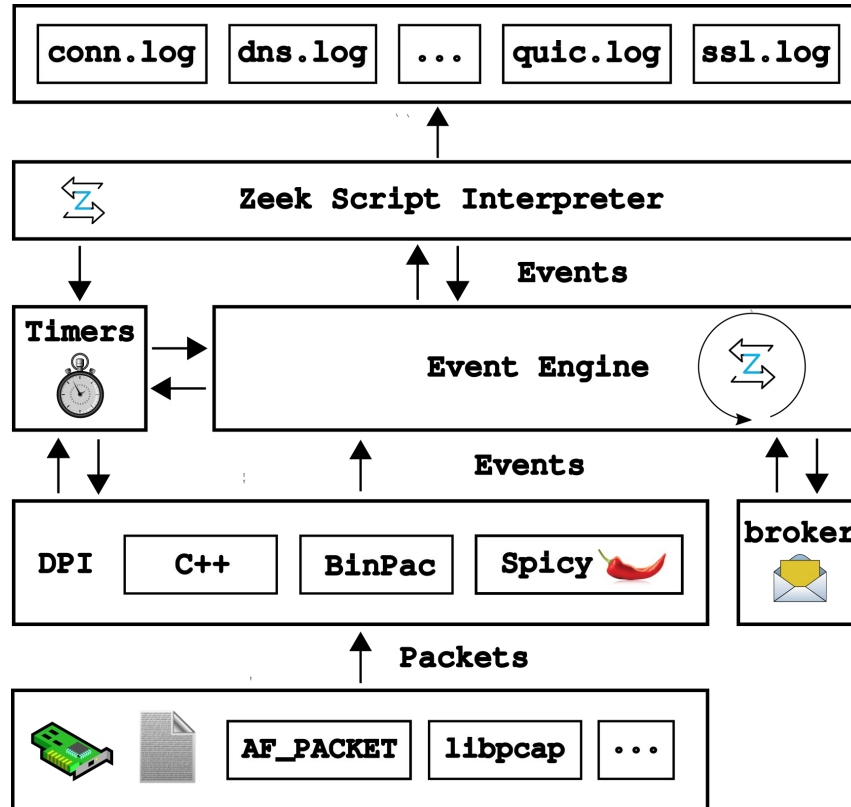 conn.log dns.log ... quic.log ssl.log
Zeek Script Interpreter
Events
Timers
Event Engine
Events
DPI C++ BinPac Spicy
broker
Packets
AF_PACKET libpcap ...